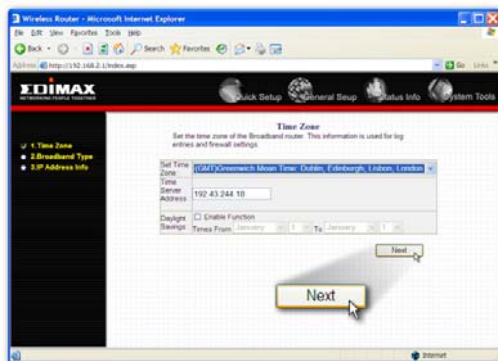 Wireless Router - Microsoft Internet Explorer
File Edit View Favorites Tools Help
Back Search Favorites
Address http://192.168.2.1/index.asp Go Links
EDIMAX
NETWORKING PEOPLE TOGETHER
Quick Setup General Seup Status Info System Tools
1.Time Zone
2.Broadband Type
3.IP Address Info
Time Zone
Set the time zone of the Broadband router. This information is used for log
entries and firewall settings.
Set Time
Zone:
(GMT)Greenwich Mean Time: Dublin, Edinburgh, Lisbon, London
Time
Server
Address
192.43.244.18
Daylight
Savings
Enable Function
Times From January 1 To January 1
Next
Next
Internet